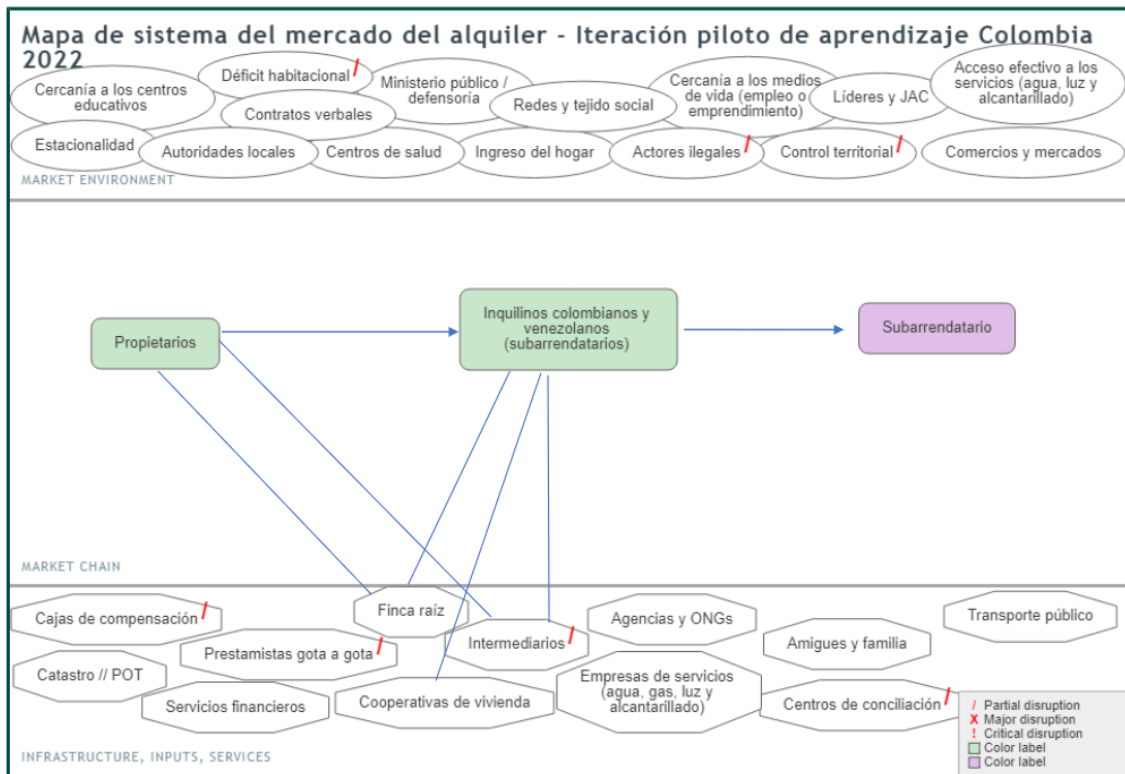 Mapa de sistema del mercado del alquiler - Iteración piloto de aprendizaje Colombia
2022
Cercanía a los centros
educativos
Déficit habitacional /
Ministerio público /
defensoría
Contratos verbales
Redes y tejido social
Cercanía a los medios
de vida (empleo o
emprendimiento)
Líderes y JAC
Acceso efectivo a los
servicios (agua, luz y
alcantarillado)
Estacionalidad
Autoridades locales
Centros de salud
Ingreso del hogar
Actores ilegales /
Control territorial /
Comercios y mercados
MARKET ENVIRONMENT
Propietarios
Inquilinos colombianos y
venezolanos
(subarrendatarios)
Subarrendatario
MARKET CHAIN
Cajas de compensación /
Finca raíz
Agencias y ONGs
Transporte público
Prestamistas gota a gota /
Intermediarios /
Amigues y familia
Catastro // POT
Servicios financieros
Cooperativas de vivienda
Empresas de servicios
(agua, gas, luz y
alcantarillado)
Centros de conciliación /
/ Partial disruption
X Major disruption
! Critical disruption
Color label
Color label
INFRASTRUCTURE, INPUTS, SERVICES